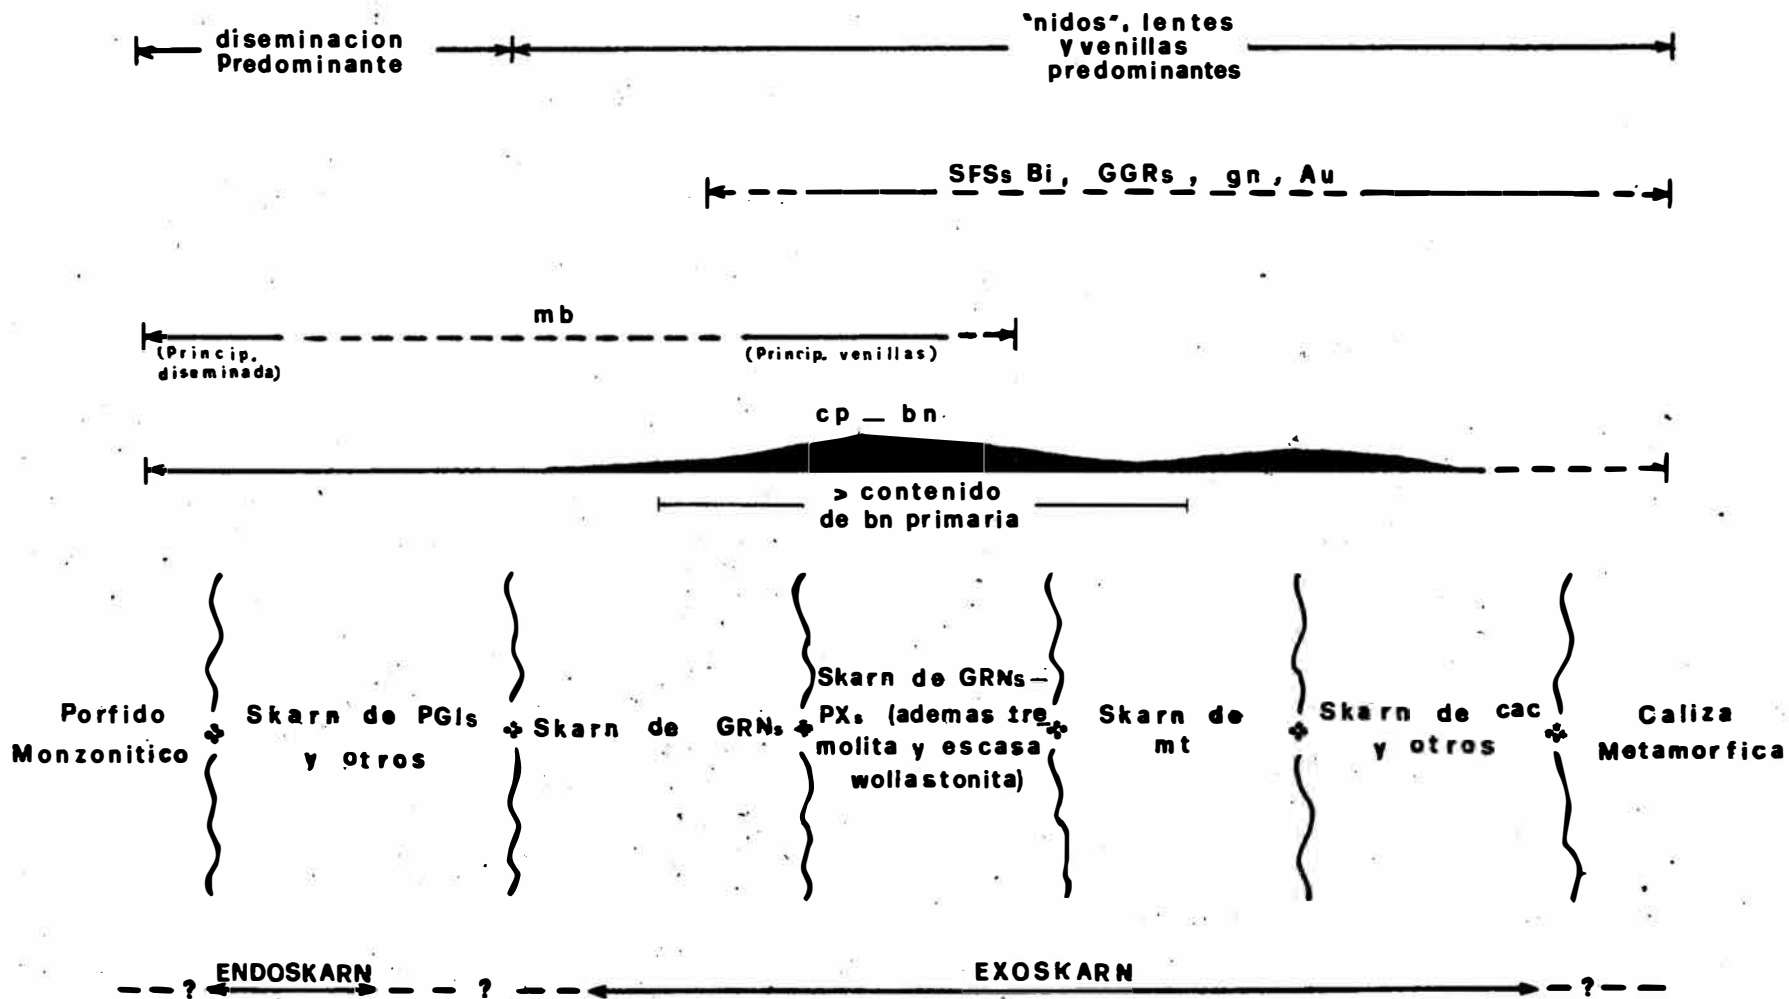 diseminacion
Predominante
"nidos", lentes
y venillas
predominantes
SFSs Bi, GGRs, gn, Au
mb
(Princip.
diseminada)
(Princip. venillas)
cp _ bn
> contenido
de bn primaria
Porfido
Monzonitico
Skarn de PGls
y otros
Skarn de GRNs
Skarn de GRNs-
PXs (ademas tre_
molita y escasa
wollastonita)
Skarn de
mt
Skarn de cac
y otros
Caliza
Metamorfica
? ENDOSKARN ? EXOSKARN ?